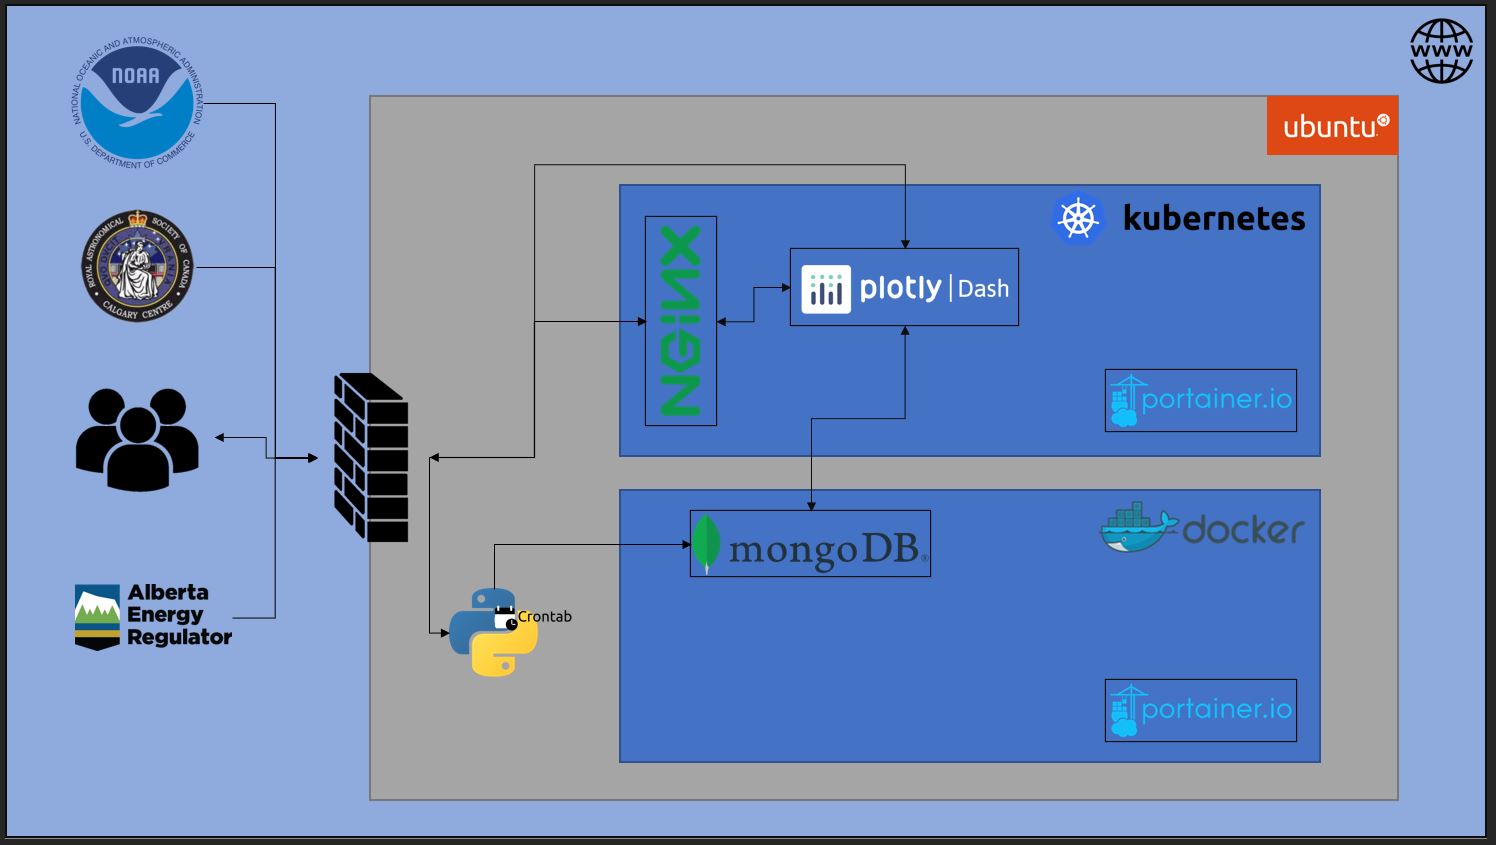 WWW
NATIONAL OCEANIC AND ATMOSPHERIC ADMINISTRATION
NOAA
U.S. DEPARTMENT OF COMMERCE
ubuntu
kubernetes
NGINX
plotly | Dash
portainer.io
ROYAL ASTRONOMICAL SOCIETY OF CANADA
CALGARY CENTRE
docker
mongoDB®
Alberta
Energy
Regulator
Crontab
portainer.io